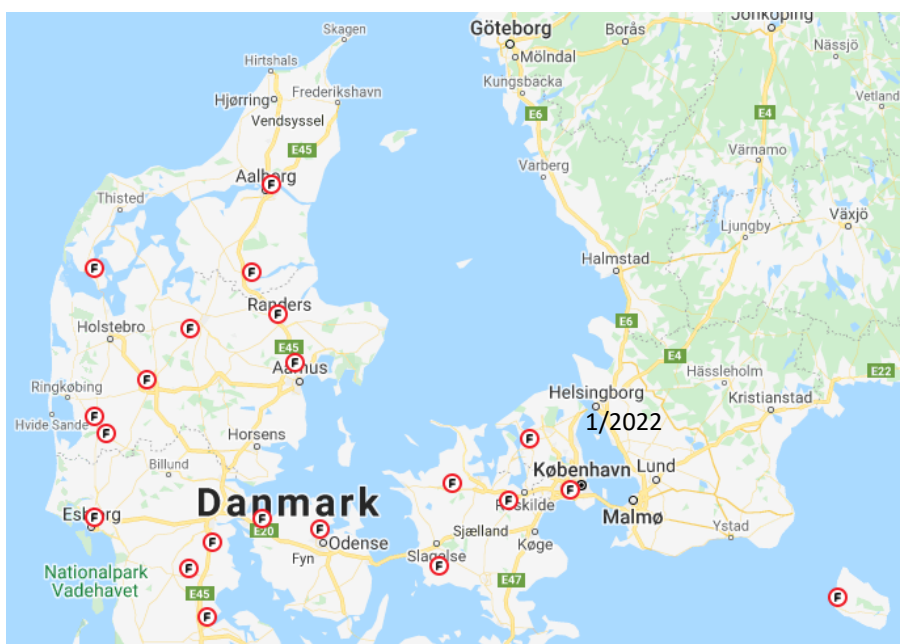 Skagen
Göteborg
Borås
Jönköping
Mölndal
Nässjö
Hirtshals
Kungsbacka
Hjørring
Frederikshavn
Vetland
Vendsyssel
E6
E4
E45
Värnamo
Varberg
Aalborg
F
Thisted
Ljungby
Växjö
Halmstad
F
F
Randers
F
Holstebro
F
E6
E45
F
E4
Aarhus
Hässleholm
E22
F
Ringkøbing
Helsingborg
Kristianstad
F
Hvide Sande
1/2022
F
Horsens
F
Billund
København
Lund
F
F
F
Roskilde
Danmark
Malmø
Esbjerg
F
F
E20
F
Odense
Sjælland
Ystad
Fyn
Slagelse
Køge
F
F
F
Nationalpark
Vadehavet
E47
E45
F
F